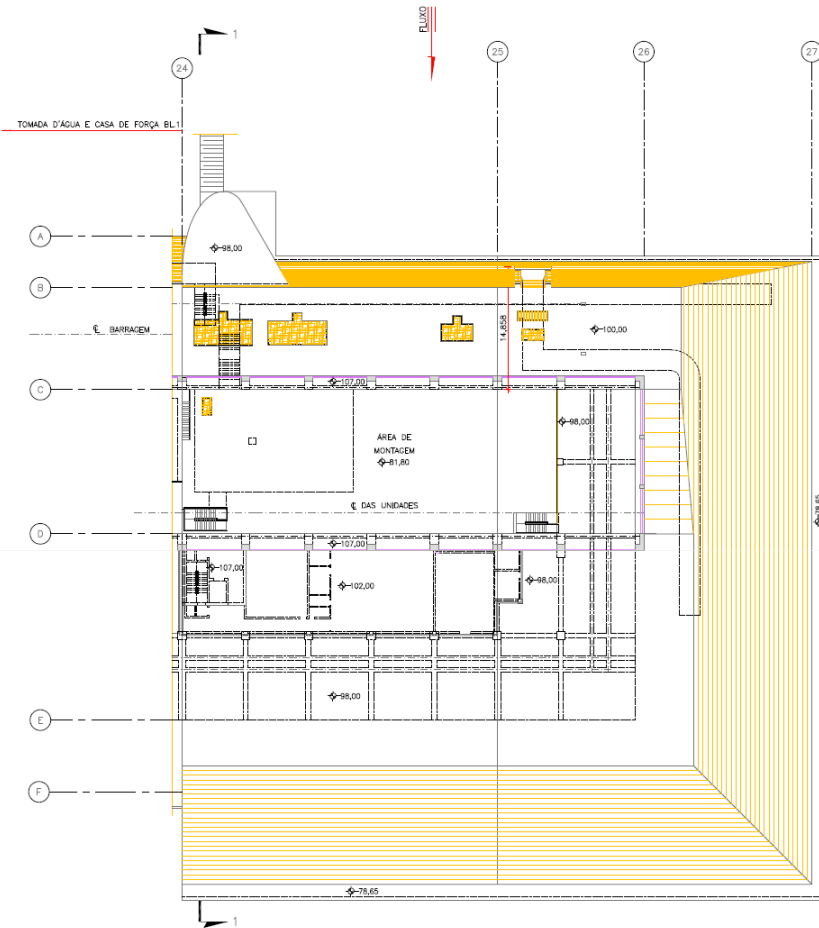 1
FLUXO
24
25
26
27
TOMADA D'ÁGUA E CASA DE FORÇA BL.1
A
98,00
B
℄ BARRAGEM
14,858
100,00
C
107,00
98,00
ÁREA DE
MONTAGEM
81,80
℄ DAS UNIDADES
D
107,00
107,00
102,00
98,00
78,65
98,00
E
F
78,65
1